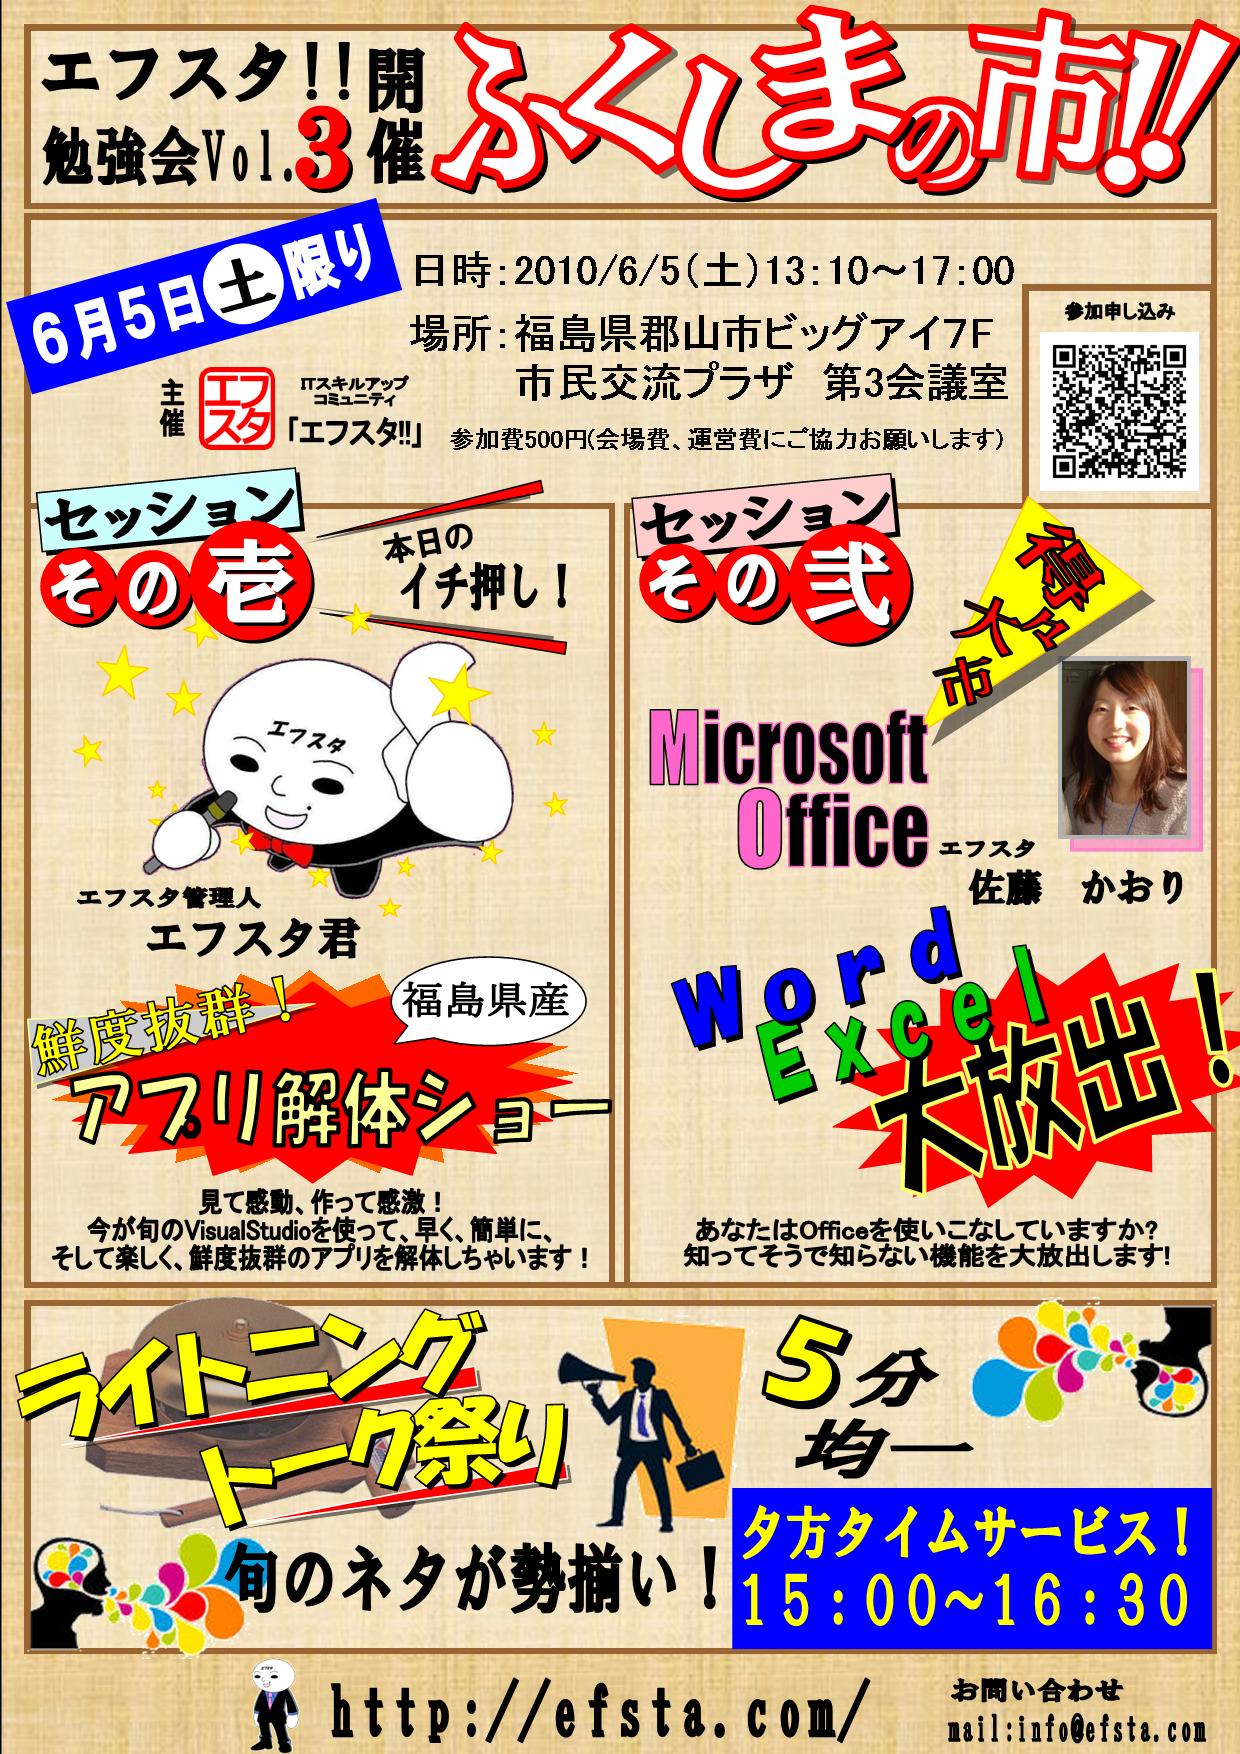 エフスタ!!開催
勉強会Vol.3
ふくしまの市!!
6月5日土限り
日時：2010/6/5(土)13：10～17：00
場所：福島県郡山市ビッグアイ7F
市民交流プラザ 第3会議室
参加費500円(会場費、運営費にご協力お願いします)
主催
エフスタ
ITスキルアップ
コミュニティ
「エフスタ!!」
参加申し込み
セッション
その壱
本日の
イチ押し！
エフスタ
エフスタ管理人
エフスタ君
鮮度抜群！
福島県産
アプリ解体ショー
見て感動、作って感激！
今が旬のVisualStudioを使って、早く、簡単に、
そして楽しく、鮮度抜群のアプリを解体しちゃいます！
セッション
その弐
得々
大市
Microsoft
Office
エフスタ
佐藤 かおり
Word
Excel
大放出！
あなたはOfficeを使いこなしていますか?
知ってそうで知らない機能を大放出します!
ライトニング
トーク祭り
5分
均一
旬のネタが勢揃い！
夕方タイムサービス！
15:00~16:30
http://efsta.com/
お問い合わせ
mail:info@efsta.com